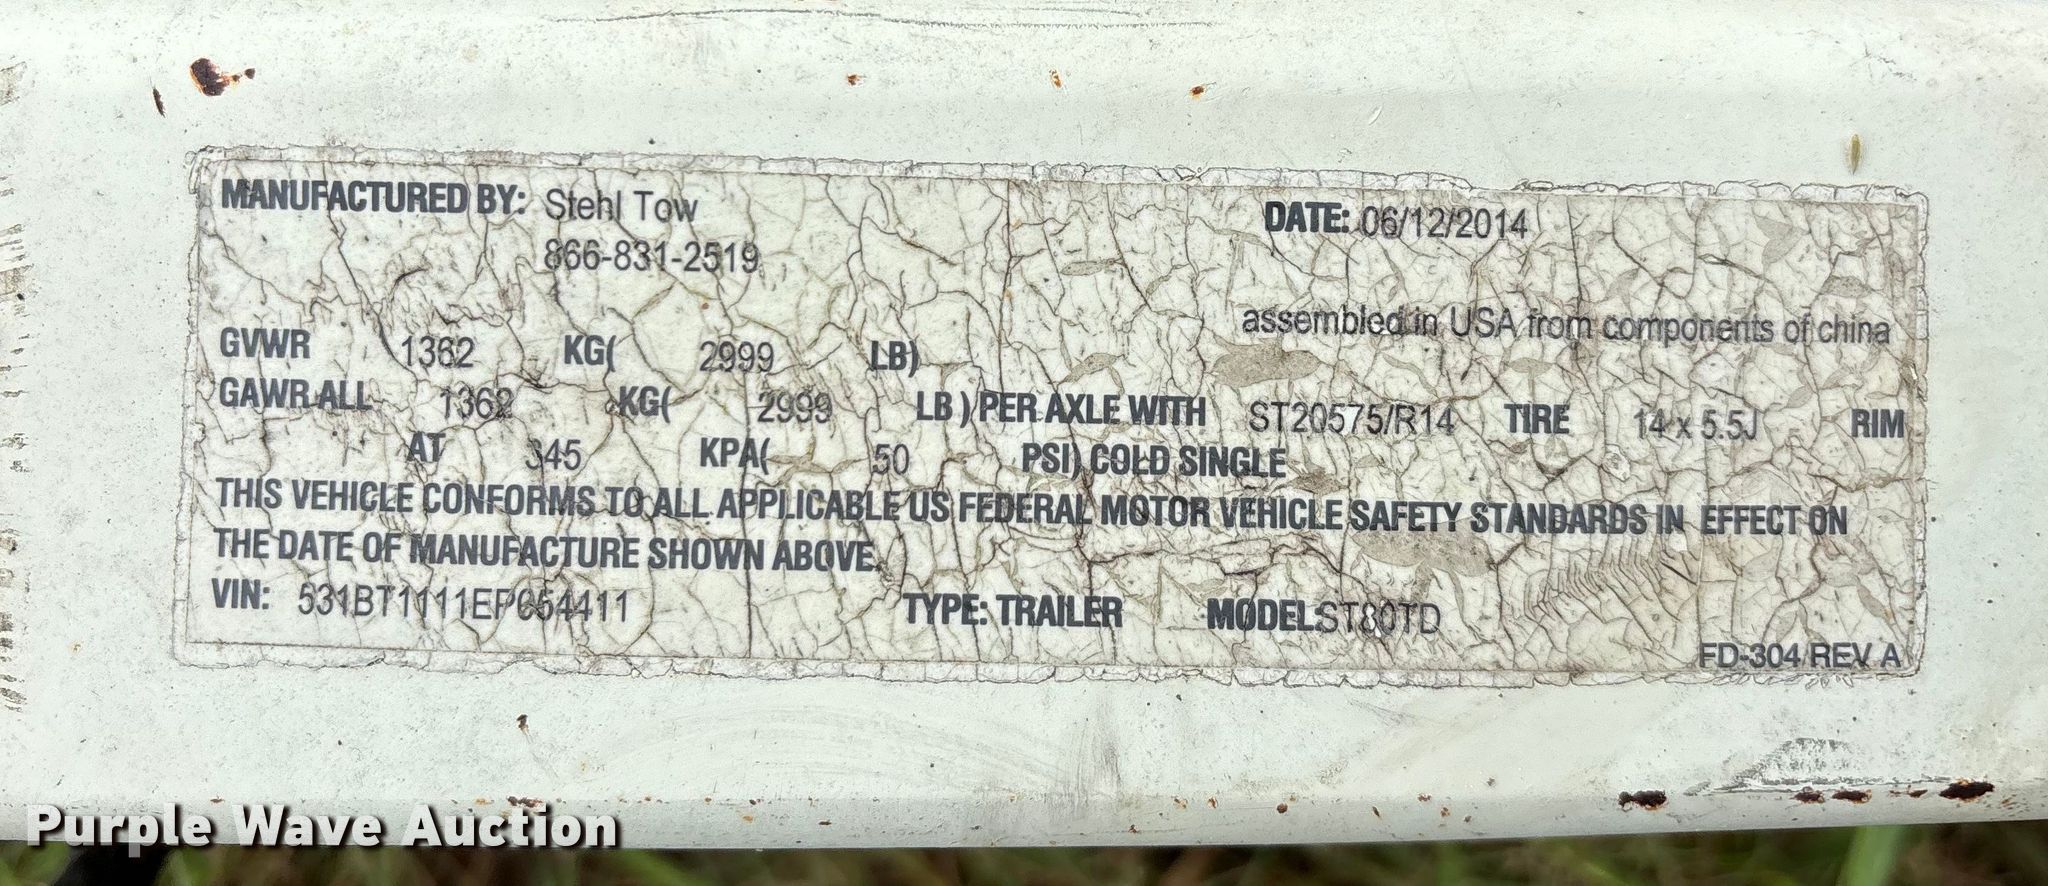 MANUFACTURED BY: Stehl Tow DATE: 06/12/2014
866-831-2519
assembled in USA from components of china
GVWR 1362 KG( 2999 LB)
GAWR ALL 1362 KG( 2999 LB ) PER AXLE WITH ST20575/R14 TIRE 14 x 5.5J RIM
AT 345 KPA( 50 PSI) COLD SINGLE
THIS VEHICLE CONFORMS TO ALL APPLICABLE US FEDERAL MOTOR VEHICLE SAFETY STANDARDS IN EFFECT ON
THE DATE OF MANUFACTURE SHOWN ABOVE.
VIN: 531BT1111EP654411 TYPE: TRAILER MODEL:ST80TD
FD-304 REV A
Purple Wave Auction